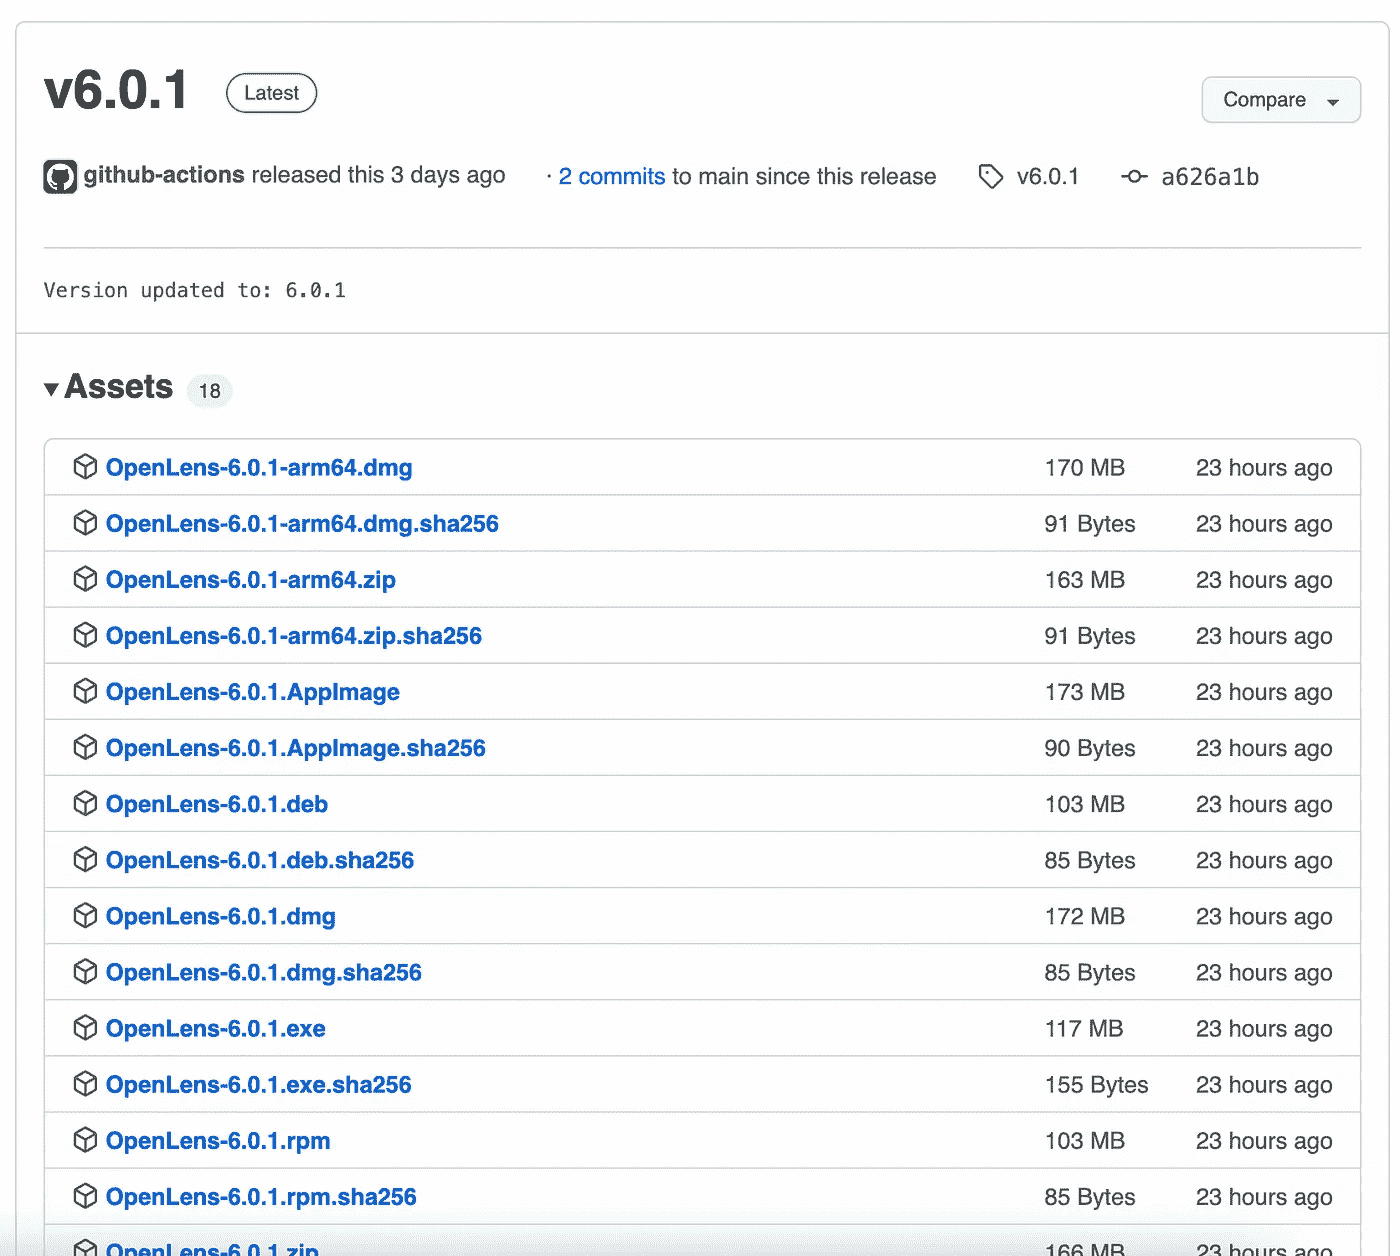 v6.0.1 Latest Compare
github-actions released this 3 days ago · 2 commits to main since this release v6.0.1 a626a1b
Version updated to: 6.0.1
Assets 18
OpenLens-6.0.1-arm64.dmg 170 MB 23 hours ago
OpenLens-6.0.1-arm64.dmg.sha256 91 Bytes 23 hours ago
OpenLens-6.0.1-arm64.zip 163 MB 23 hours ago
OpenLens-6.0.1-arm64.zip.sha256 91 Bytes 23 hours ago
OpenLens-6.0.1.AppImage 173 MB 23 hours ago
OpenLens-6.0.1.AppImage.sha256 90 Bytes 23 hours ago
OpenLens-6.0.1.deb 103 MB 23 hours ago
OpenLens-6.0.1.deb.sha256 85 Bytes 23 hours ago
OpenLens-6.0.1.dmg 172 MB 23 hours ago
OpenLens-6.0.1.dmg.sha256 85 Bytes 23 hours ago
OpenLens-6.0.1.exe 117 MB 23 hours ago
OpenLens-6.0.1.exe.sha256 155 Bytes 23 hours ago
OpenLens-6.0.1.rpm 103 MB 23 hours ago
OpenLens-6.0.1.rpm.sha256 85 Bytes 23 hours ago
OpenLens-6.0.1.zip 166 MB 23 hours ago